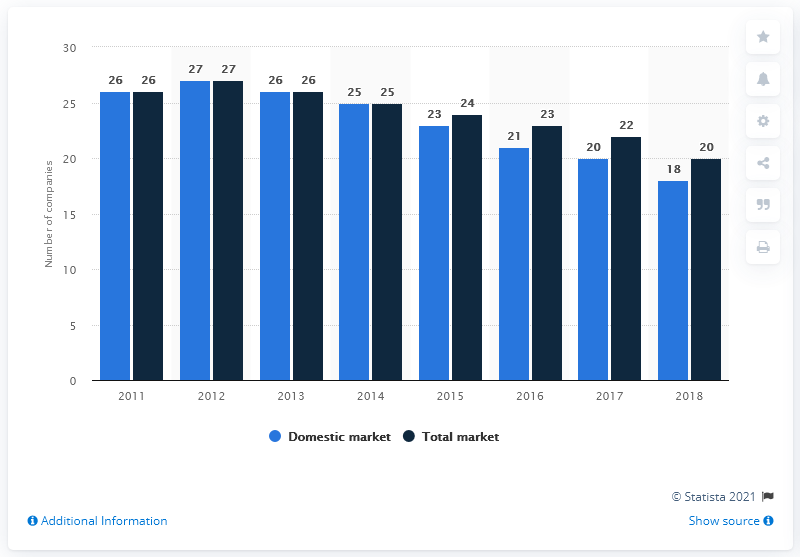 Number of companies
30
25
20
15
10
5
0
26 26 27 27 26 26 25 25 23 24 21 23 20 22 18 20
2011 2012 2013 2014 2015 2016 2017 2018
Domestic market Total market
© Statista 2021
Additional Information Show source